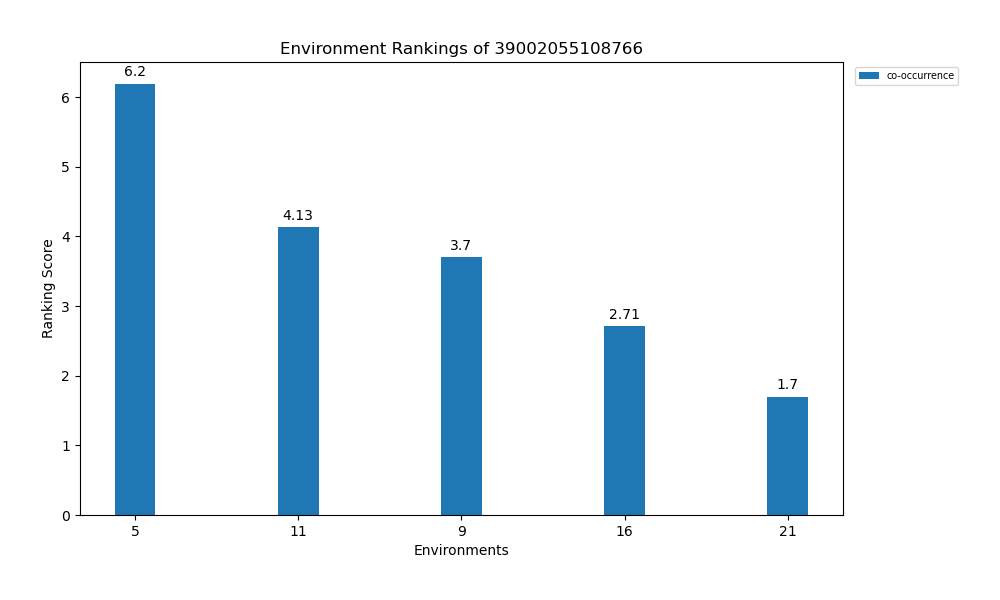 Environment Rankings of 39002055108766
6.2
co-occurrence
4.13
3.7
2.71
1.7
6
5
4
3
2
1
0
Ranking Score
5 11 9 16 21
Environments